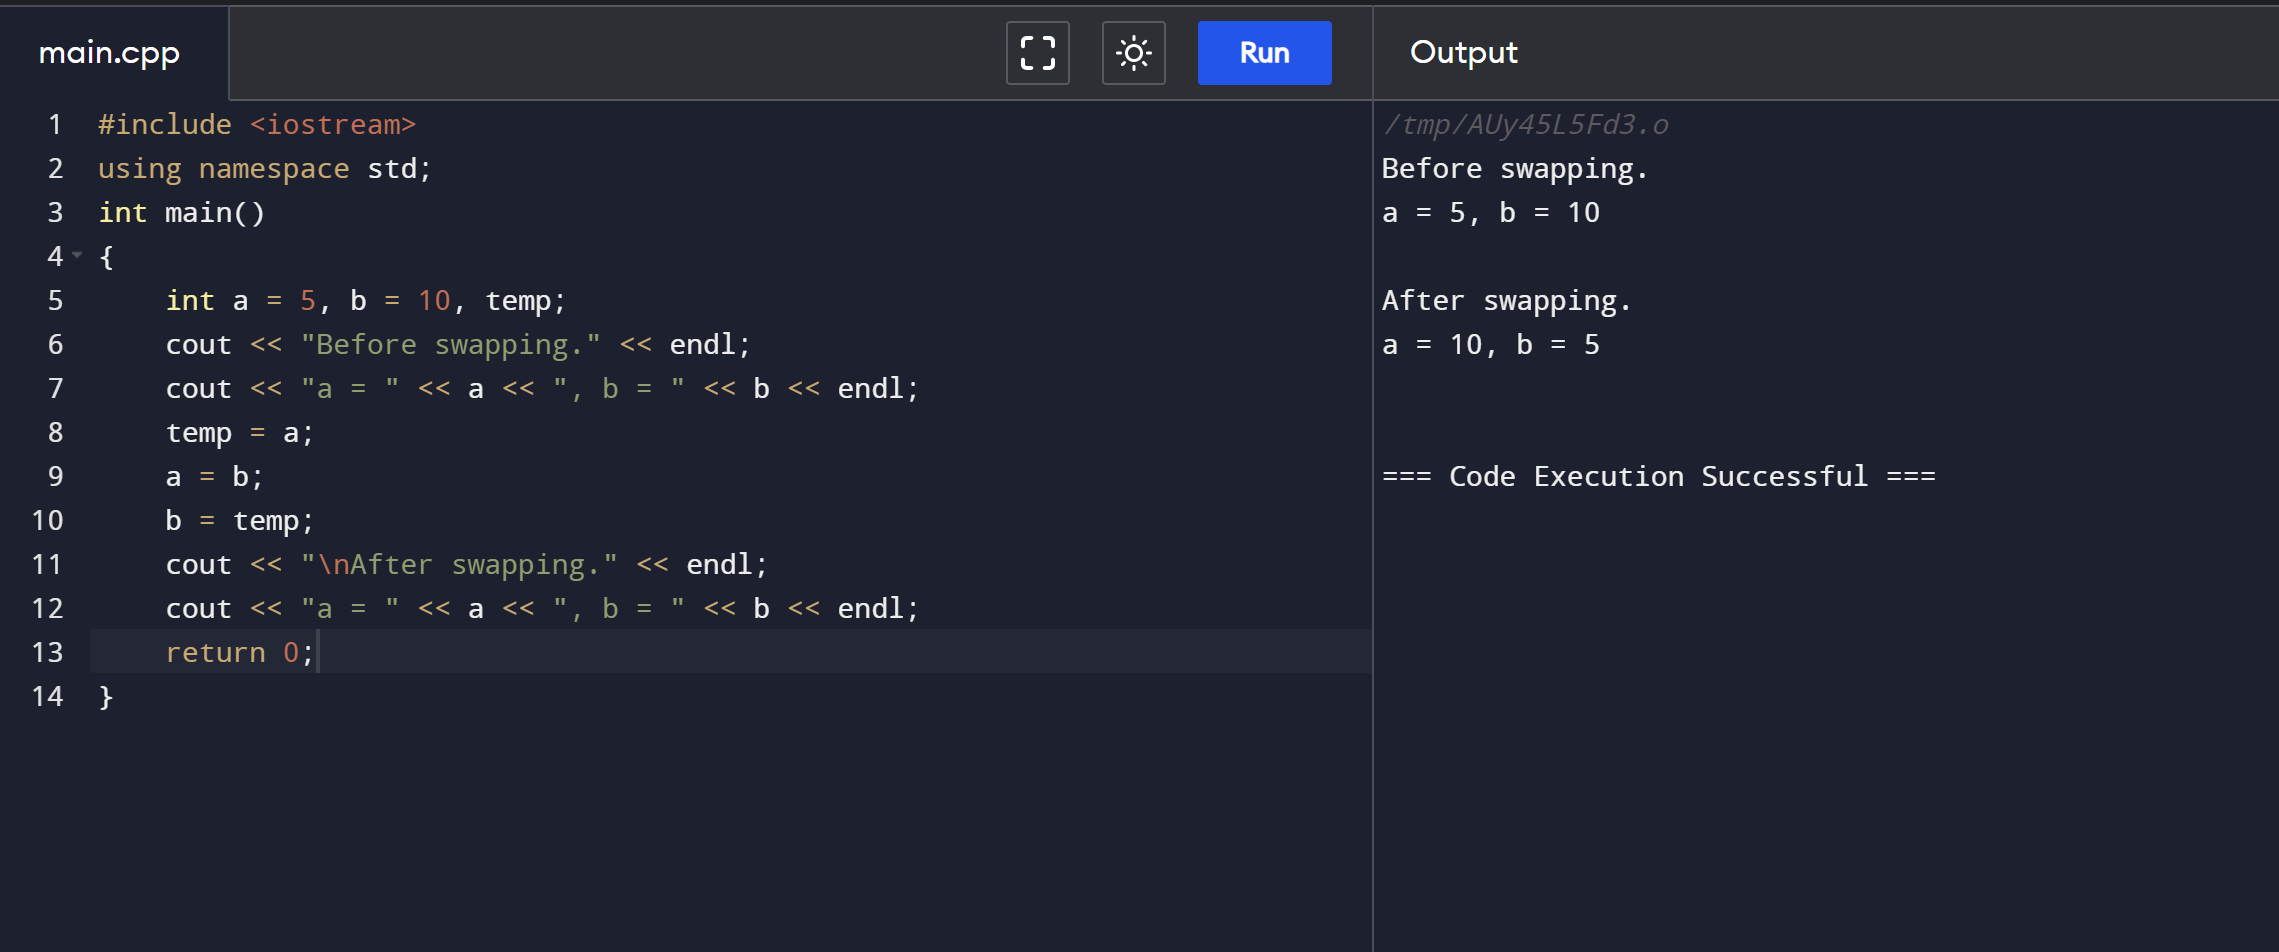 main.cpp
Run
Output
1 #include <iostream>
2 using namespace std;
3 int main()
4 {
5     int a = 5, b = 10, temp;
6     cout << "Before swapping." << endl;
7     cout << "a = " << a << ", b = " << b << endl;
8     temp = a;
9     a = b;
10     b = temp;
11     cout << "\nAfter swapping." << endl;
12     cout << "a = " << a << ", b = " << b << endl;
13     return 0;
14 }
/tmp/AUy45L5Fd3.o
Before swapping.
a = 5, b = 10
After swapping.
a = 10, b = 5
=== Code Execution Successful ===